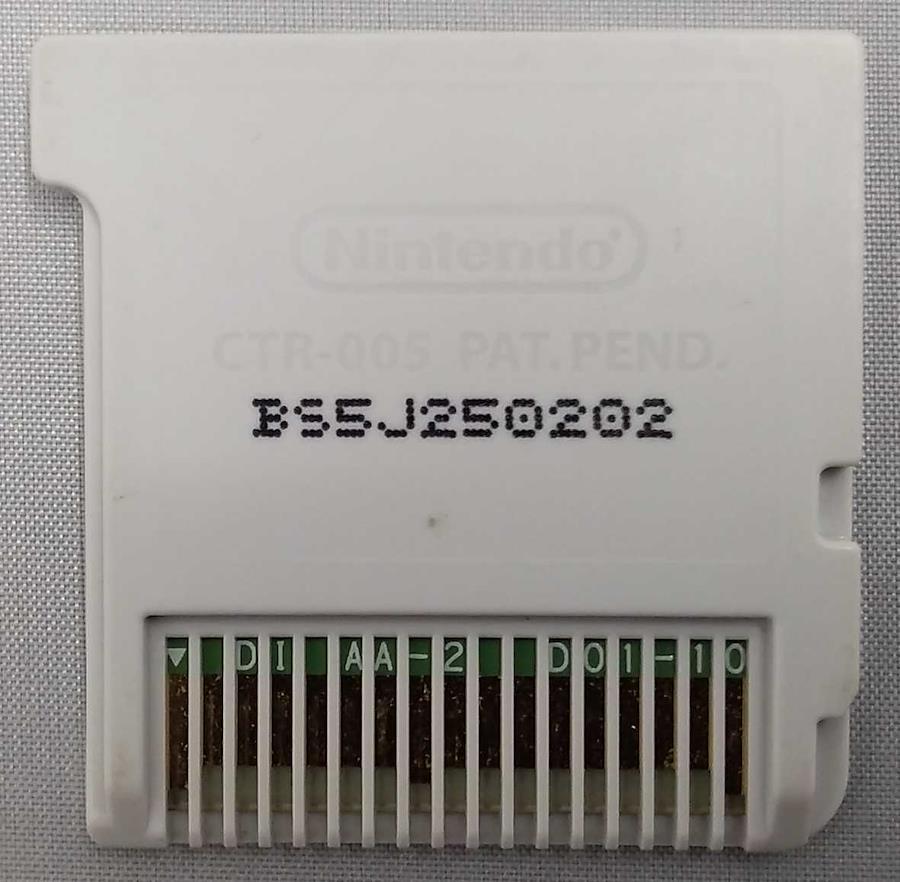 Nintendo
CTR-005 PAT. PEND.
BS5J250202
▼ DI AA-2 D01-10